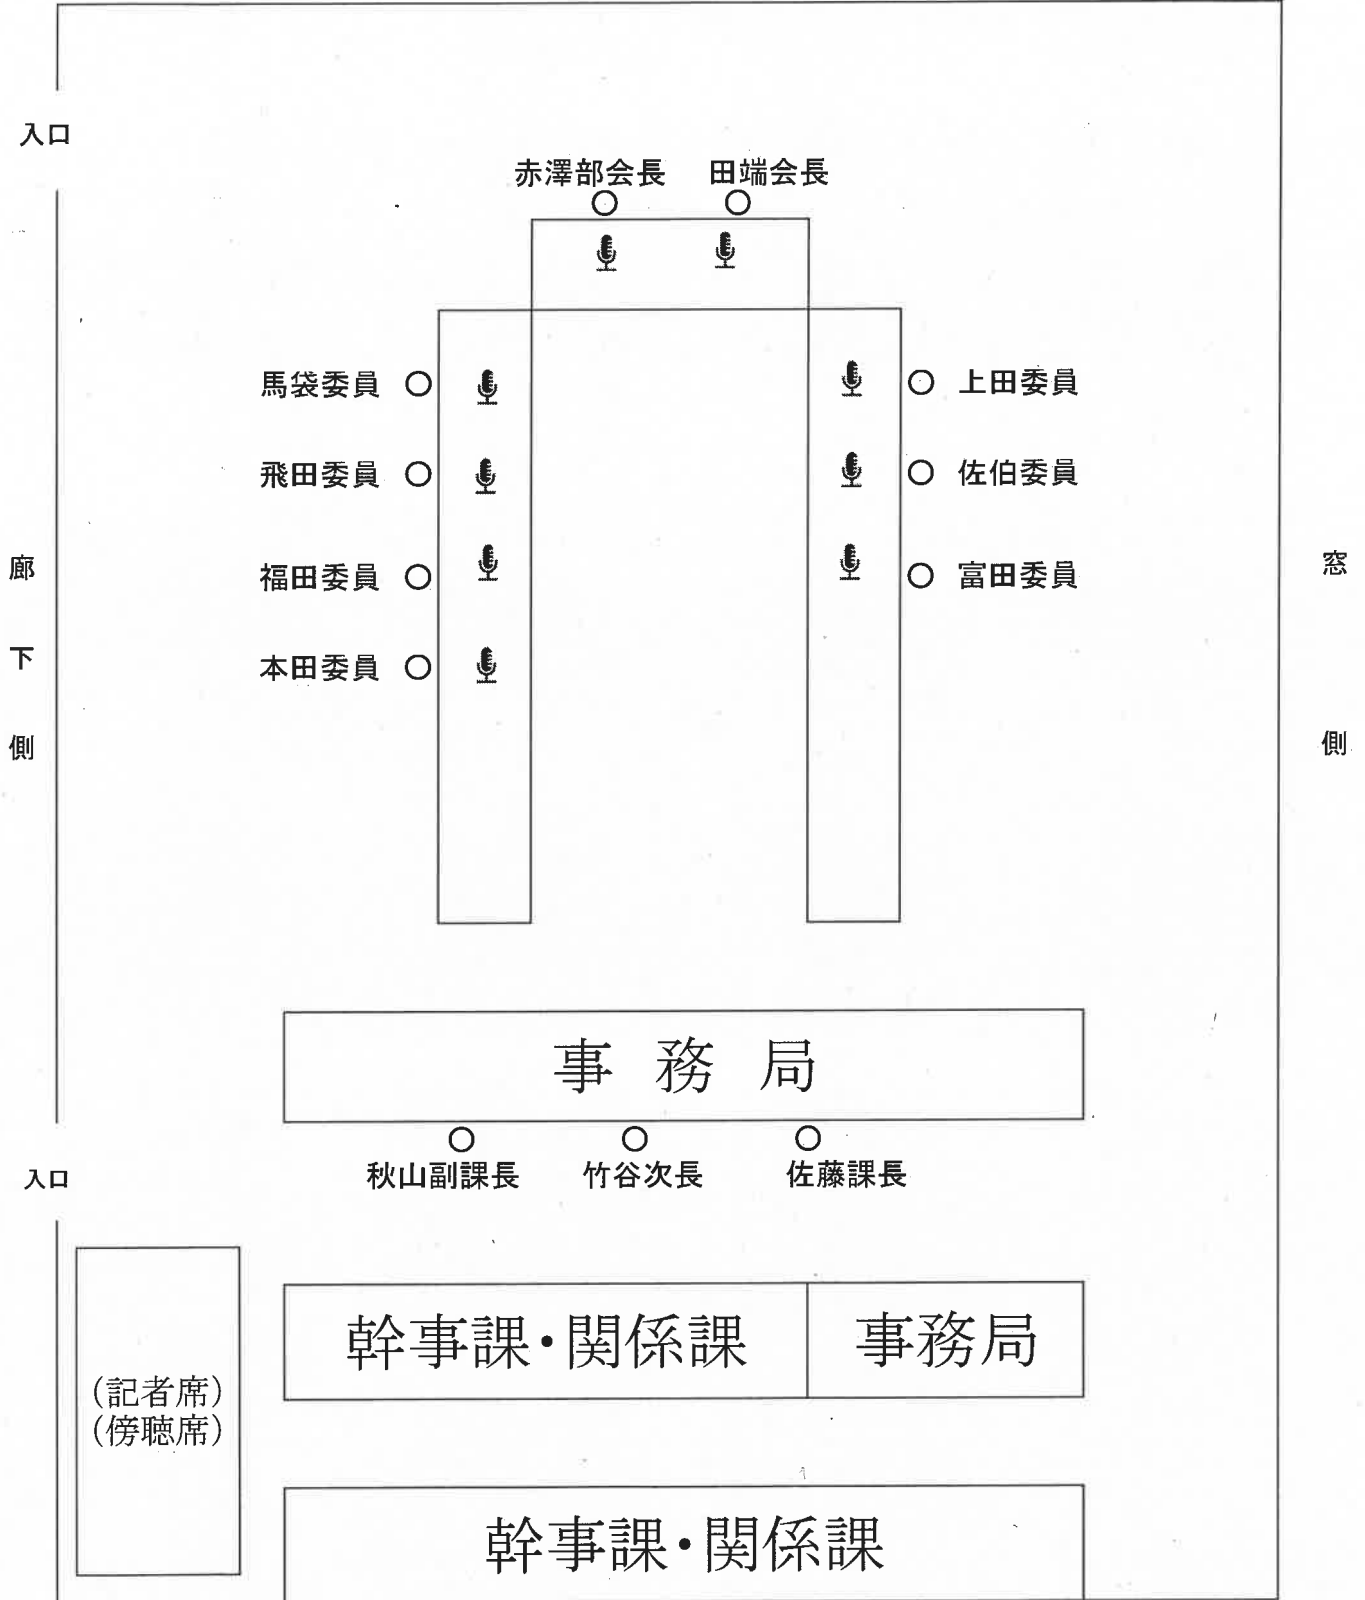 入口
赤澤部会長 田端会長
馬袋委員 上田委員
飛田委員 佐伯委員
福田委員 富田委員
本田委員
廊下側
窓側
事務局
秋山副課長 竹谷次長 佐藤課長
入口
幹事課・関係課 事務局
(記者席)
(傍聴席)
幹事課・関係課